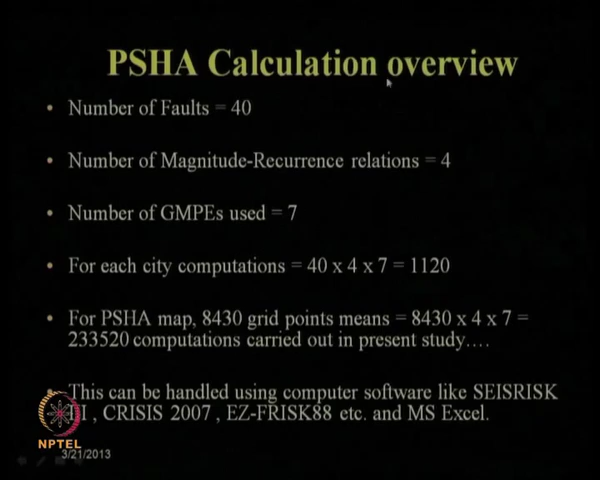 PSHA Calculation overview
• Number of Faults = 40
• Number of Magnitude-Recurrence relations = 4
• Number of GMPEs used = 7
• For each city computations = 40 x 4 x 7 = 1120
• For PSHA map, 8430 grid points means = 8430 x 4 x 7 =
233520 computations carried out in present study….
• This can be handled using computer software like SEISRISK
, CRISIS 2007 , EZ-FRISK88 etc. and MS Excel.
NPTEL
3/21/2013